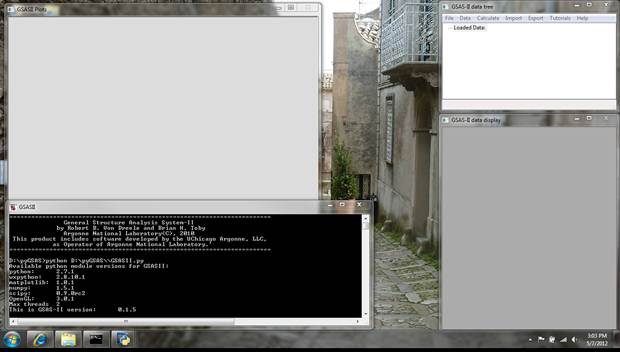 GSASII Plots
GSAS-II data tree
File Data Calculate Import Export Tutorials Help
Loaded Data:
GSAS-II data display
GSASII
General Structure Analysis System-II
by Robert B. Von Dreele and Brian H. Toby
Argonne National Laboratory(C), 2010
This product includes software developed by the UChicago Argonne, LLC,
as Operator of Argonne National Laboratory.
D:\pyGSAS>python D:\pyGSAS\\GSASII.py
Available python module versions for GSASII:
python: 2.7.1
wxpython: 2.8.10.1
matplotlib: 1.0.1
numpy: 1.5.1
scipy: 0.9.0rc2
OpenGL: 3.0.1
Max threads 2
This is GSAS-II version: 0.1.5
3:03 PM
5/7/2012